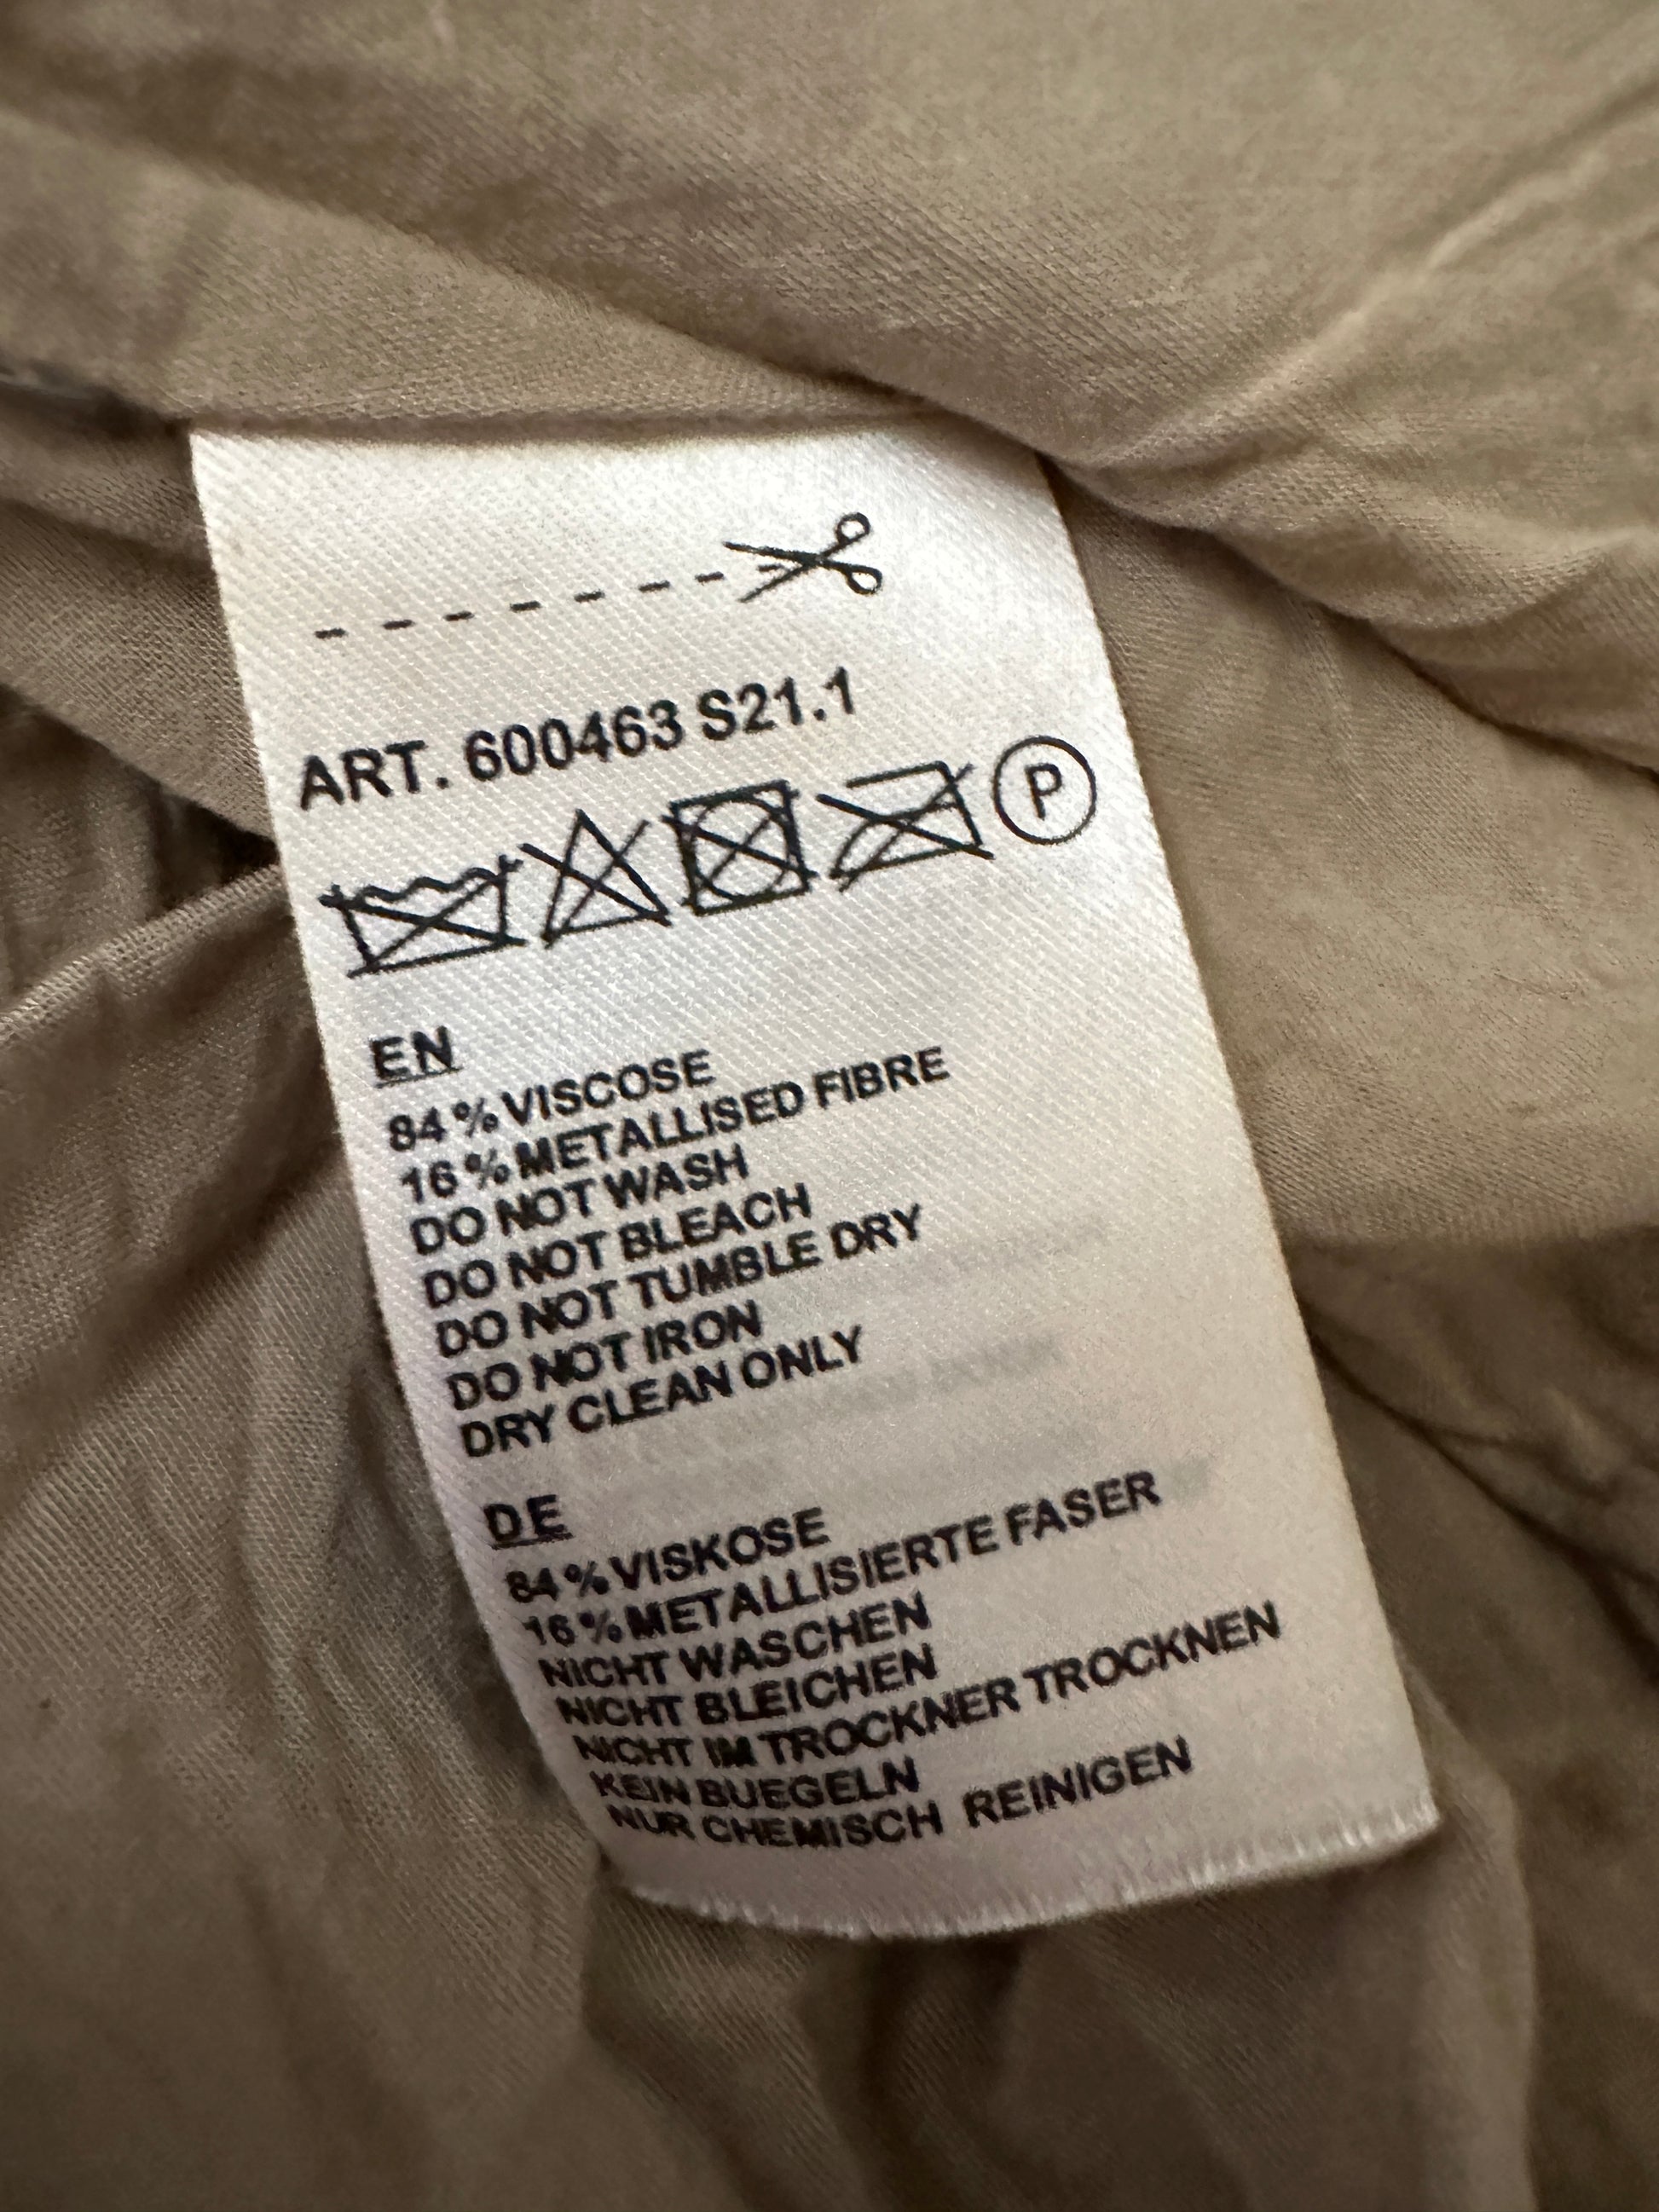 ART. 600463 S21.1
P
EN
84 % VISCOSE
16 % METALLISED FIBRE
DO NOT WASH
DO NOT BLEACH
DO NOT TUMBLE DRY
DO NOT IRON
DRY CLEAN ONLY
DE
84 % VISKOSE
16 % METALLISIERTE FASER
NICHT WASCHEN
NICHT BLEICHEN
NICHT IM TROCKNER TROCKNEN
KEIN BUEGELN
NUR CHEMISCH REINIGEN